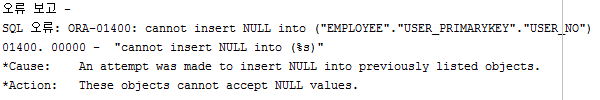 오류 보고 -
SQL 오류: ORA-01400: cannot insert NULL into ("EMPLOYEE"."USER_PRIMARYKEY"."USER_NO")
01400. 00000 -  "cannot insert NULL into (%s)"
*Cause:    An attempt was made to insert NULL into previously listed objects.
*Action:   These objects cannot accept NULL values.